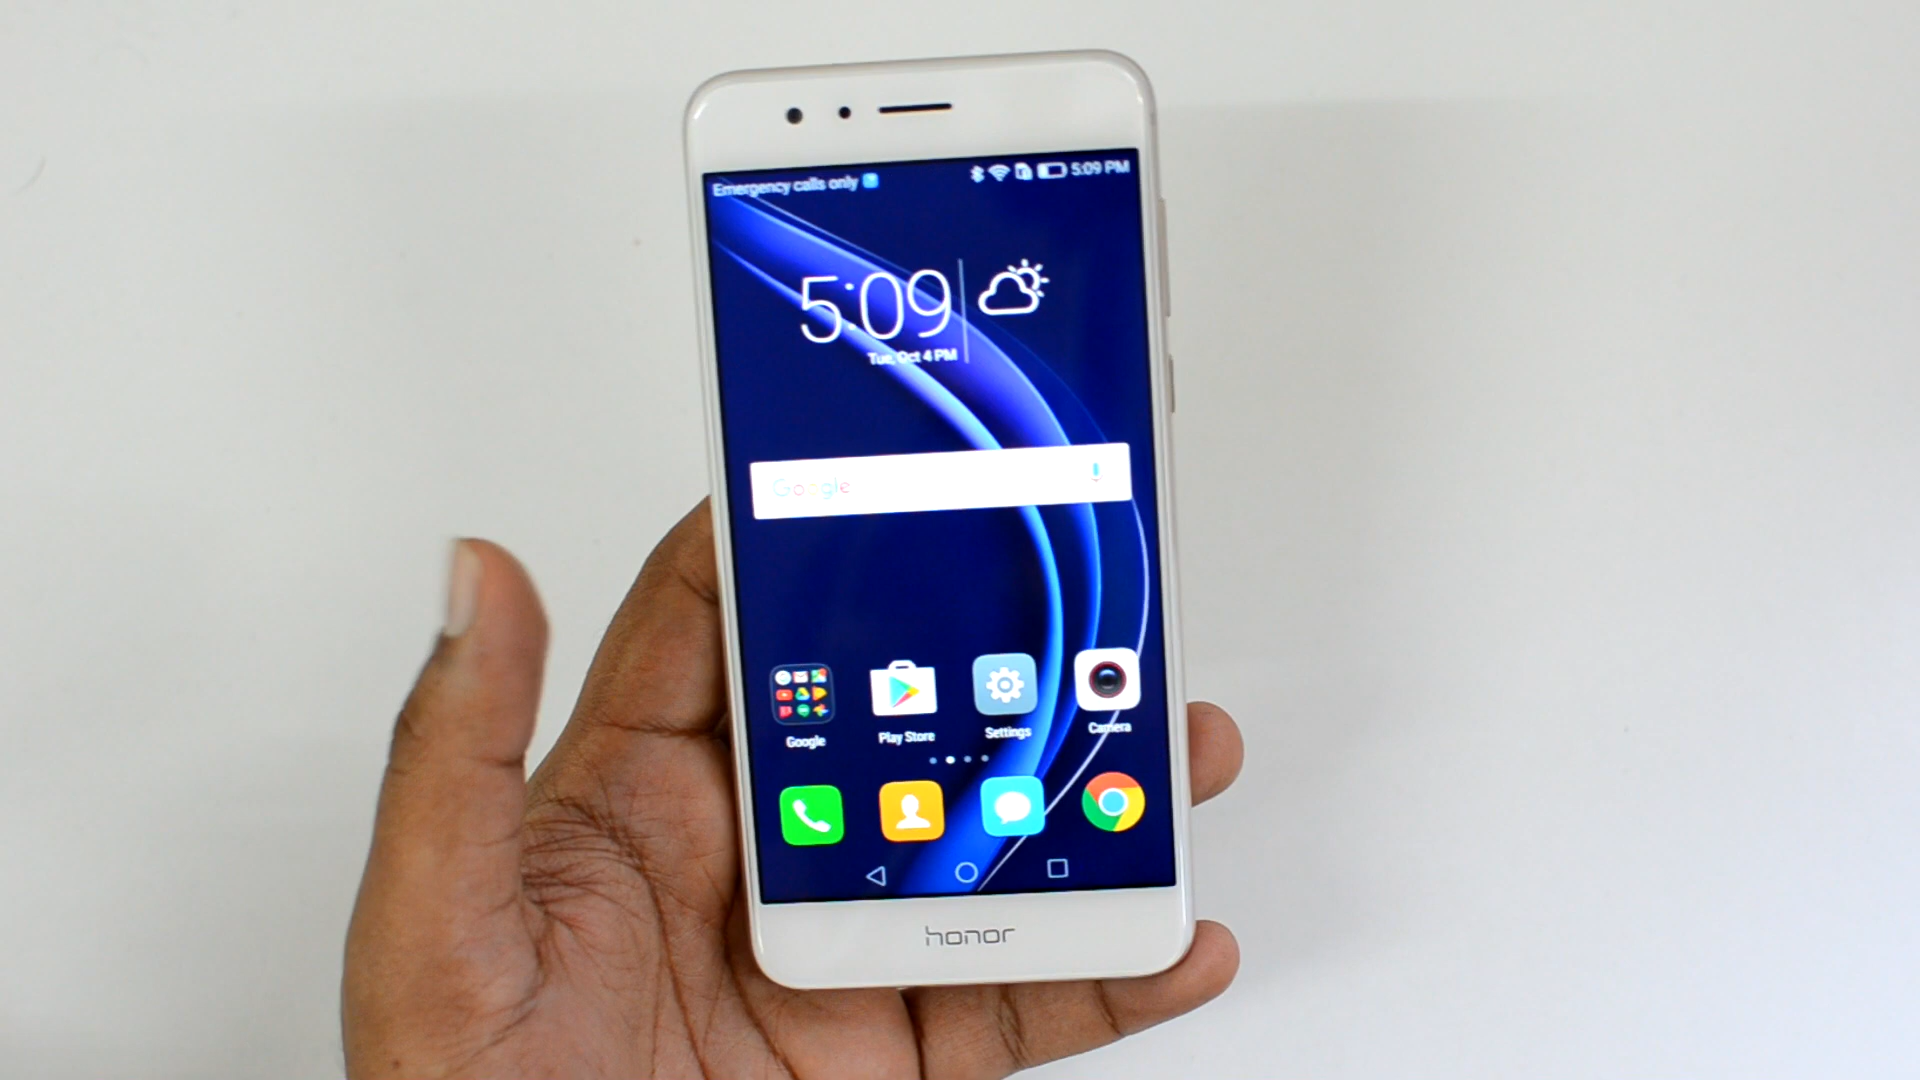 Emergency calls only
5:09 PM
5:09
Tue, Oct 4 PM
Google
Google
Play Store
Settings
Camera
honor